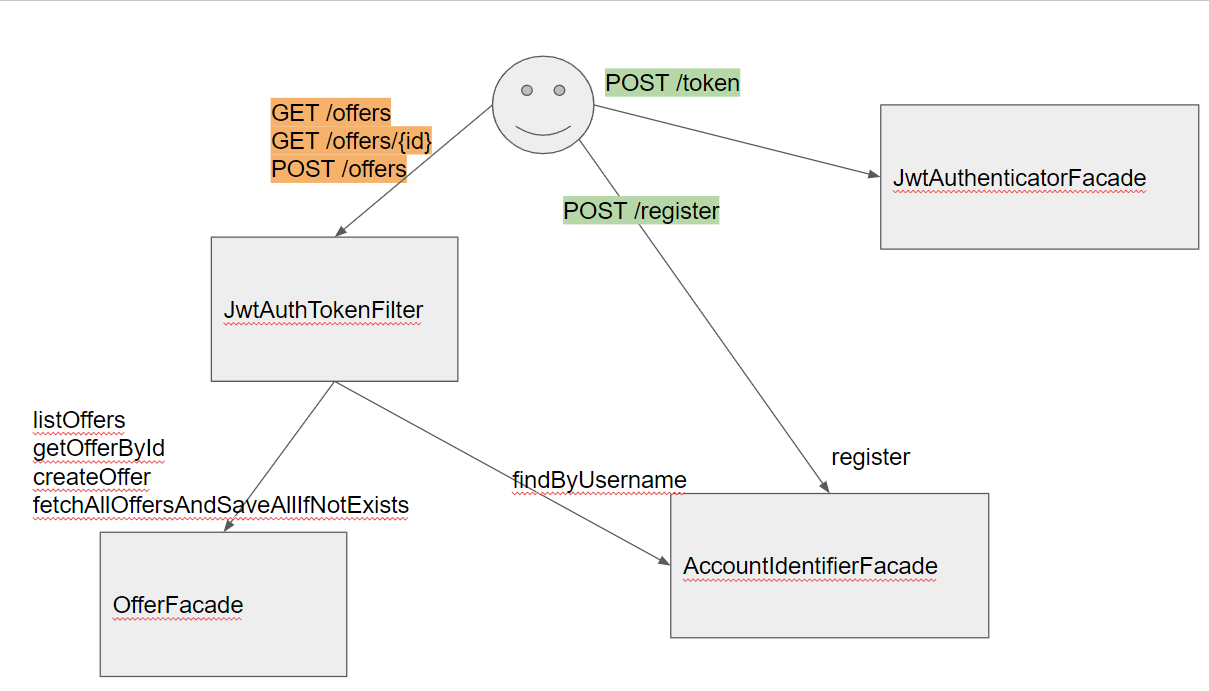 POST /token
GET /offers
GET /offers/{id}
POST /offers
JwtAuthenticatorFacade
POST /register
JwtAuthTokenFilter
listOffers
getOfferById
createOffer
fetchAllOffersAndSaveAllIfNotExists
register
findByUsername
AccountIdentifierFacade
OfferFacade